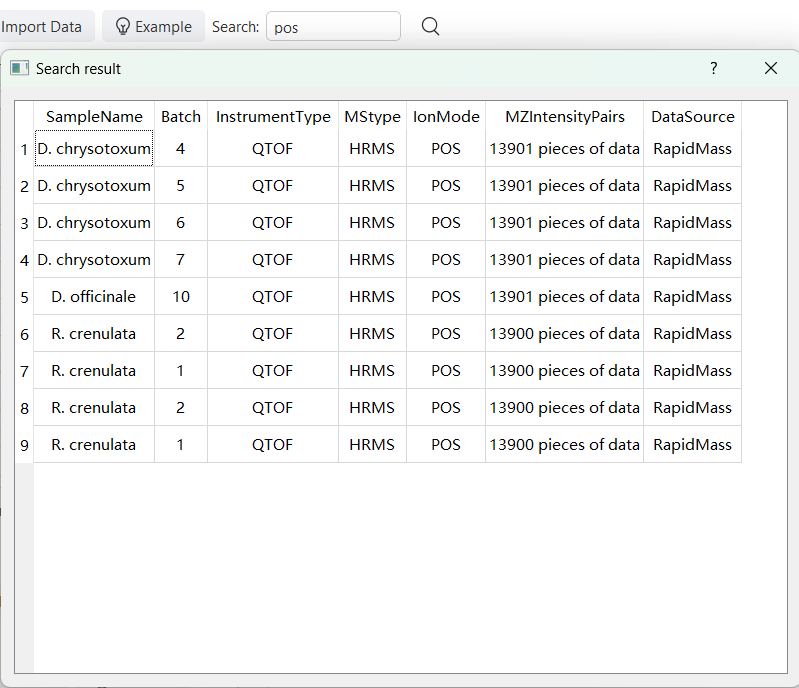 Import Data Example Search: pos
Search result ?
SampleName Batch InstrumentType MStype IonMode MZIntensityPairs DataSource
1 D. chrysotoxum 4 QTOF HRMS POS 13901 pieces of data RapidMass
2 D. chrysotoxum 5 QTOF HRMS POS 13901 pieces of data RapidMass
3 D. chrysotoxum 6 QTOF HRMS POS 13901 pieces of data RapidMass
4 D. chrysotoxum 7 QTOF HRMS POS 13901 pieces of data RapidMass
5 D. officinale 10 QTOF HRMS POS 13901 pieces of data RapidMass
6 R. crenulata 2 QTOF HRMS POS 13900 pieces of data RapidMass
7 R. crenulata 1 QTOF HRMS POS 13900 pieces of data RapidMass
8 R. crenulata 2 QTOF HRMS POS 13900 pieces of data RapidMass
9 R. crenulata 1 QTOF HRMS POS 13900 pieces of data RapidMass